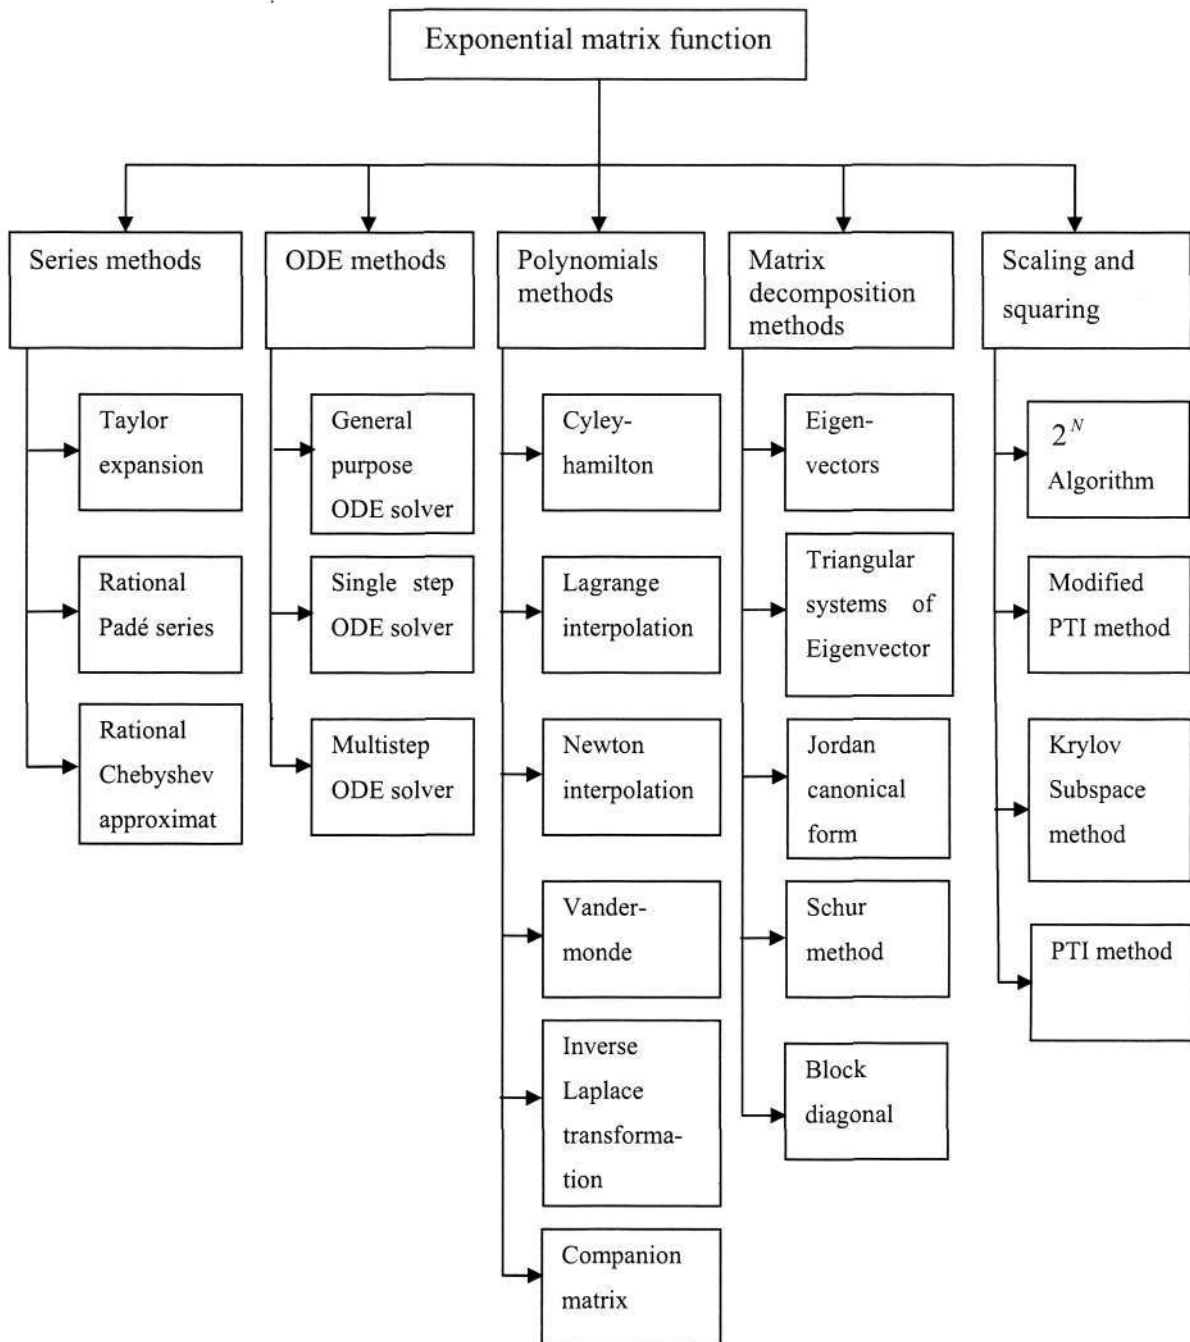 Exponential matrix function
Series methods
ODE methods
Polynomials
methods
Matrix
decomposition
methods
Scaling and
squaring
Taylor
expansion
Rational
Padé series
Rational
Chebyshev
approximat
General
purpose
ODE solver
Single step
ODE solver
Multistep
ODE solver
Cyley-
hamilton
Lagrange
interpolation
Newton
interpolation
Vander-
monde
Inverse
Laplace
transforma-
tion
Companion
matrix
Eigen-
vectors
Triangular
systems of
Eigenvector
Jordan
canonical
form
Schur
method
Block
diagonal
2^N
Algorithm
Modified
PTI method
Krylov
Subspace
method
PTI method